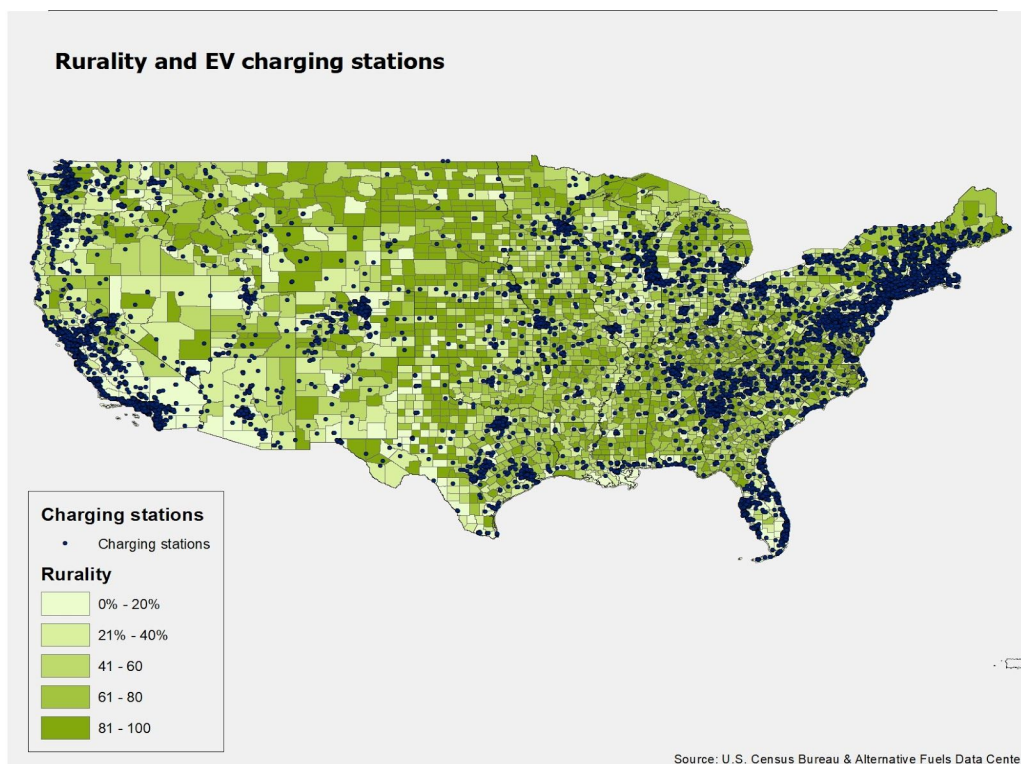 Rurality and EV charging stations
Charging stations
Charging stations
Rurality
0% - 20%
21% - 40%
41 - 60
61 - 80
81 - 100
Source: U.S. Census Bureau & Alternative Fuels Data Cente